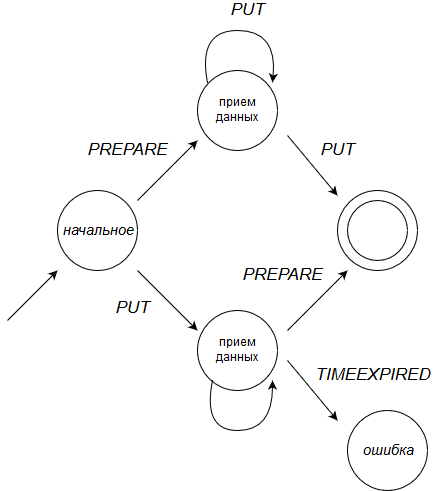 PUT
прием
данных
PREPARE
PUT
начальное
PREPARE
PUT
прием
данных
TIMEEXPIRED
ошибка